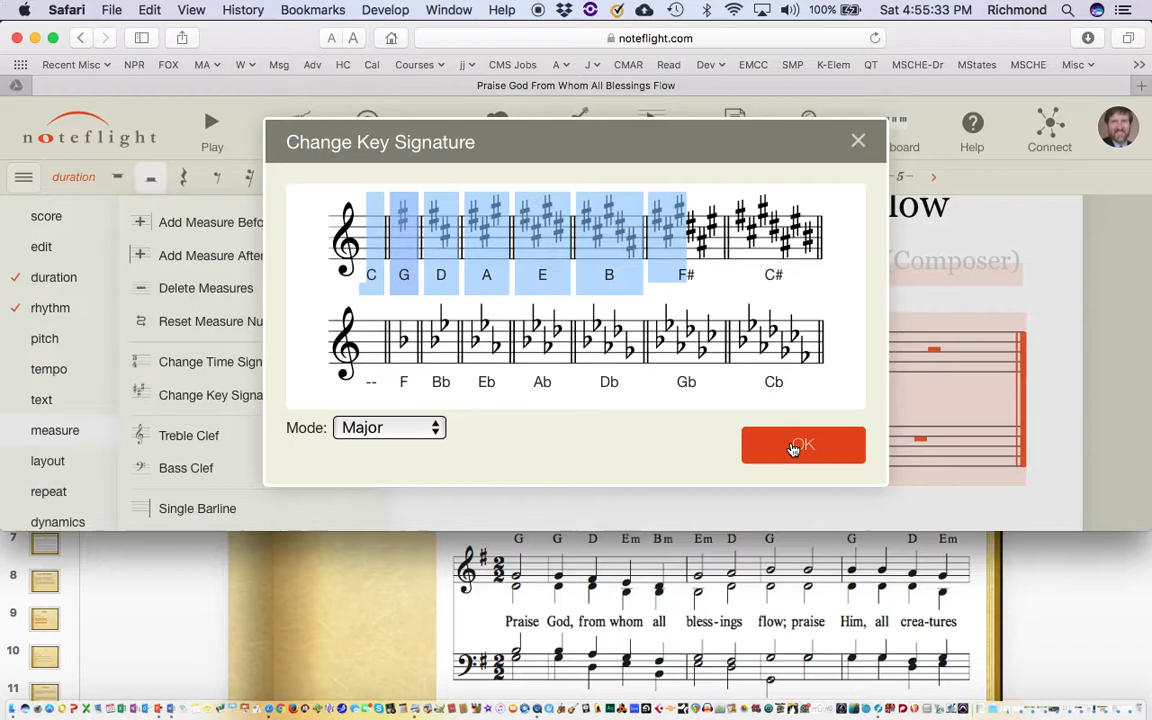 Safari File Edit View History Bookmarks Develop Window Help 100% Sat 4:55:33 PM Richmond
A A noteflight.com
Recent Misc NPR FOX MA W Msg Adv HC Cal Courses jj CMS Jobs A J CMAR Read Dev EMCC SMP K-Elem QT MSCHE-Dr MStates MSCHE Misc >>
Praise God From Whom All Blessings Flow
noteflight Play Help Connect
duration 5
Change Key Signature
C G D A E B F# C#
-- F Bb Eb Ab Db Gb Cb
Mode: Major
OK
score
edit
duration
rhythm
pitch
tempo
text
measure
layout
repeat
dynamics
Add Measure Befo
Add Measure After
Delete Measures
Reset Measure Nu
Change Time Sign
Change Key Signa
Treble Clef
Bass Clef
Single Barline
low
(Composer)
7
8
9
10
11
G G D Em Bm Em D G G D Em
Praise God, from whom all bless-ings flow; praise Him, all crea-tures